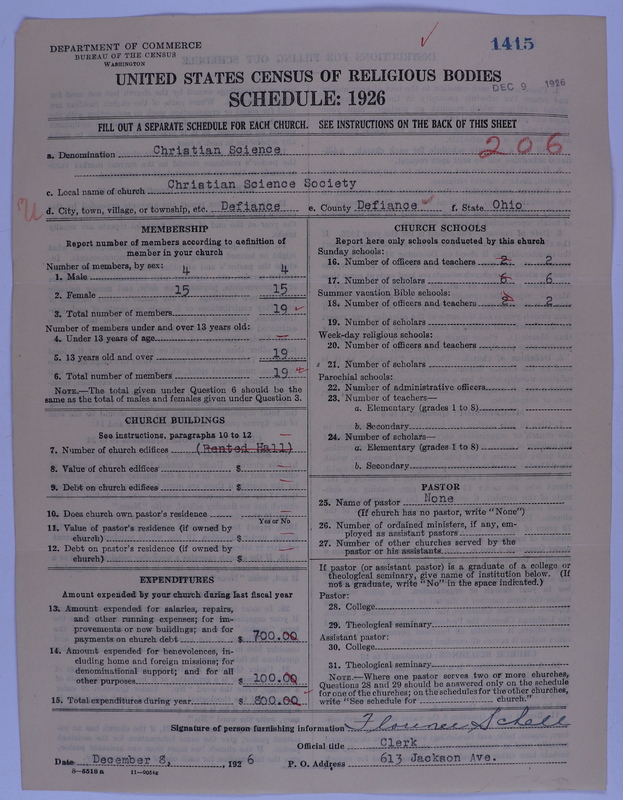 DEPARTMENT OF COMMERCE
BUREAU OF THE CENSUS
WASHINGTON
1415
UNITED STATES CENSUS OF RELIGIOUS BODIES
DEC 9 1926
SCHEDULE: 1926
FILL OUT A SEPARATE SCHEDULE FOR EACH CHURCH. SEE INSTRUCTIONS ON THE BACK OF THIS SHEET
a. Denomination Christian Science
206
c. Local name of church Christian Science Society
d. City, town, village, or township, etc. Defiance e. County Defiance f. State Ohio
MEMBERSHIP
Report number of members according to definition of
member in your church
Number of members, by sex:
1. Male 4 4
2. Female 15 15
3. Total number of members 19
Number of members under and over 13 years old:
4. Under 13 years of age
5. 13 years old and over 19
6. Total number of members 19
NOTE.—The total given under Question 6 should be the
same as the total of males and females given under Question 3.
CHURCH BUILDINGS
See instructions, paragraphs 10 to 12
7. Number of church edifices (Rented Hall)
8. Value of church edifices $
9. Debt on church edifices $
10. Does church own pastor's residence
Yes or No
11. Value of pastor's residence (if owned by
church) $
12. Debt on pastor's residence (if owned by
church) $
EXPENDITURES
Amount expended by your church during last fiscal year
13. Amount expended for salaries, repairs,
and other running expenses; for im-
provements or new buildings; and for
payments on church debt $ 700.00
14. Amount expended for benevolences, in-
cluding home and foreign missions; for
denominational support; and for all
other purposes $ 100.00
15. Total expenditures during year $ 800.00
CHURCH SCHOOLS
Report here only schools conducted by this church
Sunday schools:
16. Number of officers and teachers 2 2
17. Number of scholars 6 6
Summer vacation Bible schools:
18. Number of officers and teachers 2 2
19. Number of scholars
Week-day religious schools:
20. Number of officers and teachers
21. Number of scholars
Parochial schools:
22. Number of administrative officers
23. Number of teachers—
a. Elementary (grades 1 to 8)
b. Secondary
24. Number of scholars—
a. Elementary (grades 1 to 8)
b. Secondary
PASTOR
25. Name of pastor None
(If church has no pastor, write "None")
26. Number of ordained ministers, if any, em-
ployed as assistant pastors
27. Number of other churches served by the
pastor or his assistants
If pastor (or assistant pastor) is a graduate of a college or
theological seminary, give name of institution below. (If
not a graduate, write "No" in the space indicated.)
Pastor:
28. College
29. Theological seminary
Assistant pastor:
30. College
31. Theological seminary
NOTE.—Where one pastor serves two or more churches,
Questions 28 and 29 should be answered only on the schedule
for one of the churches; on the schedules for the other churches,
write "See schedule for church."
Signature of person furnishing information Florence Schell
Official title Clerk
Date December 8, 1926 P. O. Address 613 Jackson Ave.
8-5518 a 11-9054g